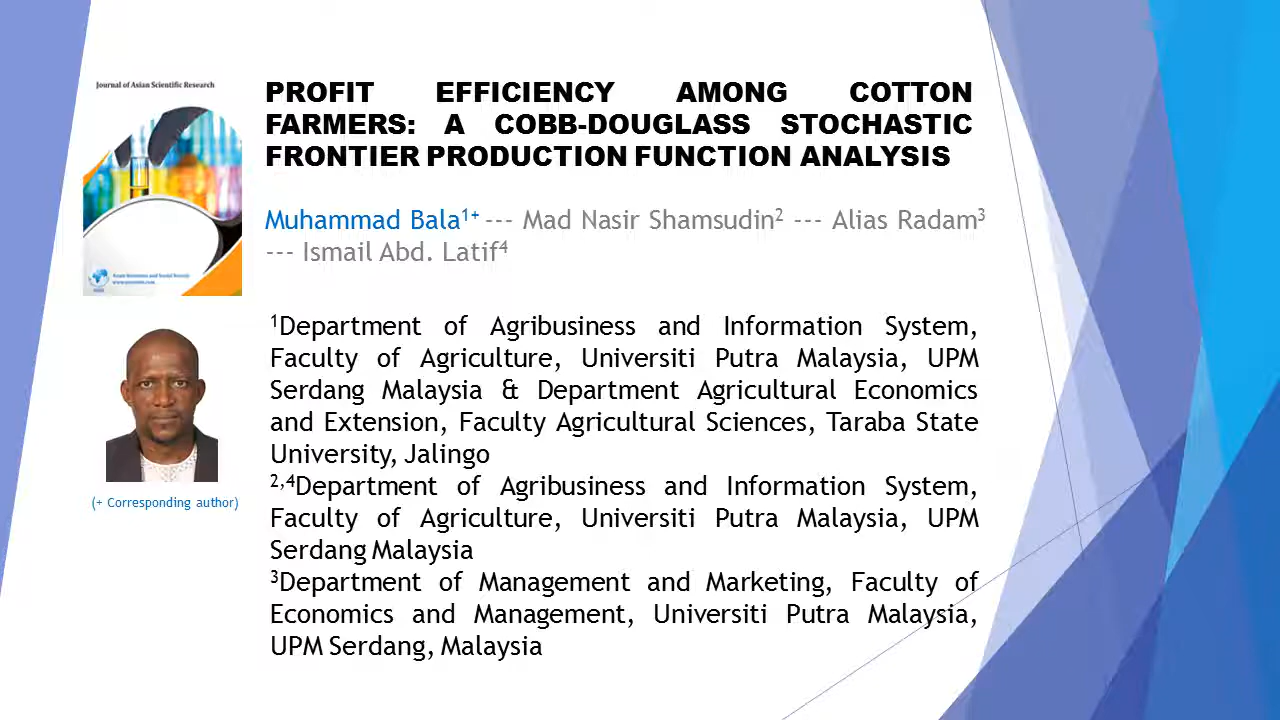 Journal of Asian Scientific Research
PROFIT EFFICIENCY AMONG COTTON
FARMERS: A COBB-DOUGLASS STOCHASTIC
FRONTIER PRODUCTION FUNCTION ANALYSIS
Muhammad Bala¹⁺ --- Mad Nasir Shamsudin² --- Alias Radam³
--- Ismail Abd. Latif⁴
(+ Corresponding author)
¹Department of Agribusiness and Information System,
Faculty of Agriculture, Universiti Putra Malaysia, UPM
Serdang Malaysia & Department Agricultural Economics
and Extension, Faculty Agricultural Sciences, Taraba State
University, Jalingo
²,⁴Department of Agribusiness and Information System,
Faculty of Agriculture, Universiti Putra Malaysia, UPM
Serdang Malaysia
³Department of Management and Marketing, Faculty of
Economics and Management, Universiti Putra Malaysia,
UPM Serdang, Malaysia